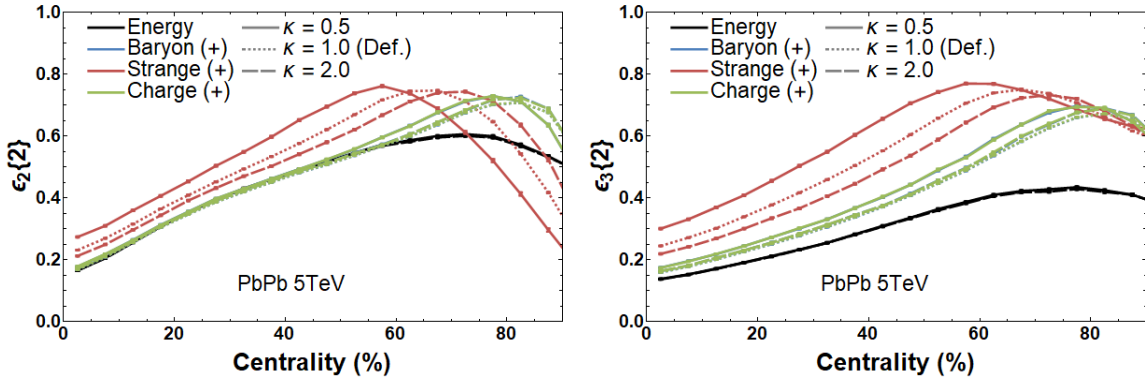 ϵ2{2}
1.0
0.8
0.6
0.4
0.2
0.0
Energy
Baryon (+)
Strange (+)
Charge (+)
κ = 0.5
κ = 1.0 (Def.)
κ = 2.0
PbPb 5TeV
0 20 40 60 80
Centrality (%)
ϵ3{2}
1.0
0.8
0.6
0.4
0.2
0.0
Energy
Baryon (+)
Strange (+)
Charge (+)
κ = 0.5
κ = 1.0 (Def.)
κ = 2.0
PbPb 5TeV
0 20 40 60 80
Centrality (%)